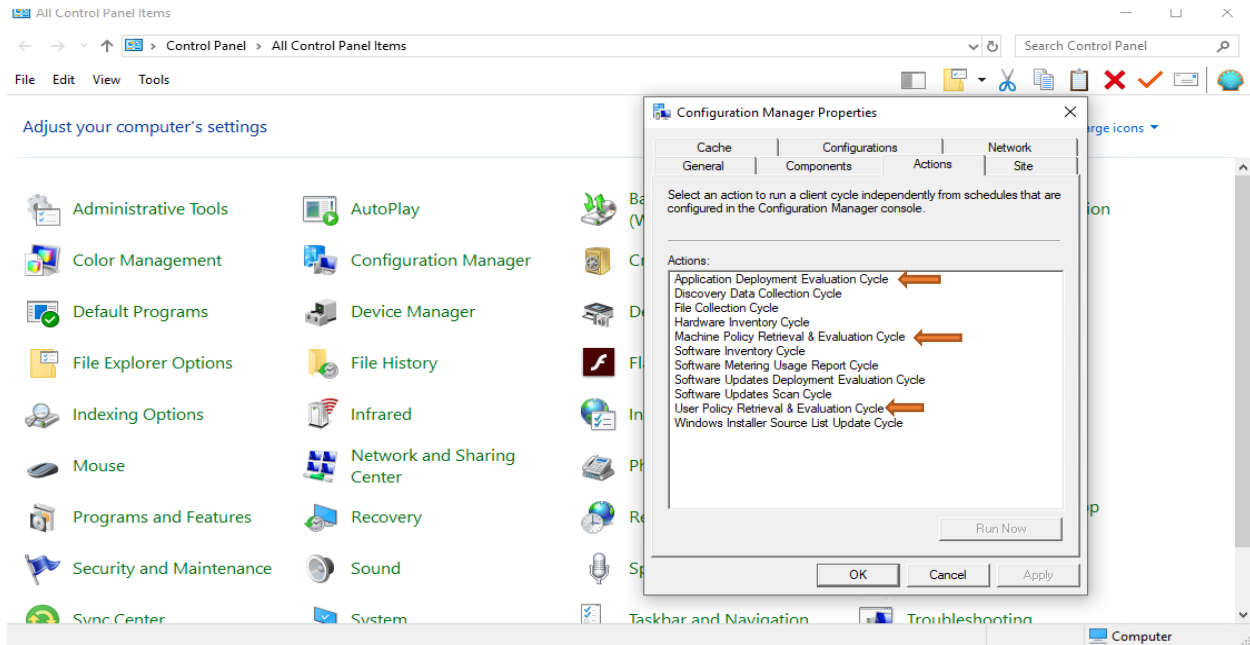 All Control Panel Items
Control Panel > All Control Panel Items
Search Control Panel
File Edit View Tools
Adjust your computer's settings
Configuration Manager Properties
Cache Configurations Network
General Components Actions Site
Select an action to run a client cycle independently from schedules that are
configured in the Configuration Manager console.
Actions:
Application Deployment Evaluation Cycle
Discovery Data Collection Cycle
File Collection Cycle
Hardware Inventory Cycle
Machine Policy Retrieval & Evaluation Cycle
Software Inventory Cycle
Software Metering Usage Report Cycle
Software Updates Deployment Evaluation Cycle
Software Updates Scan Cycle
User Policy Retrieval & Evaluation Cycle
Windows Installer Source List Update Cycle
Run Now
OK Cancel Apply
icons
Administrative Tools AutoPlay
Color Management Configuration Manager
Default Programs Device Manager
File Explorer Options File History
Indexing Options Infrared
Mouse Network and Sharing
Center
Programs and Features Recovery
Security and Maintenance Sound
Sync Center System Taskbar and Navigation Troubleshooting
Computer